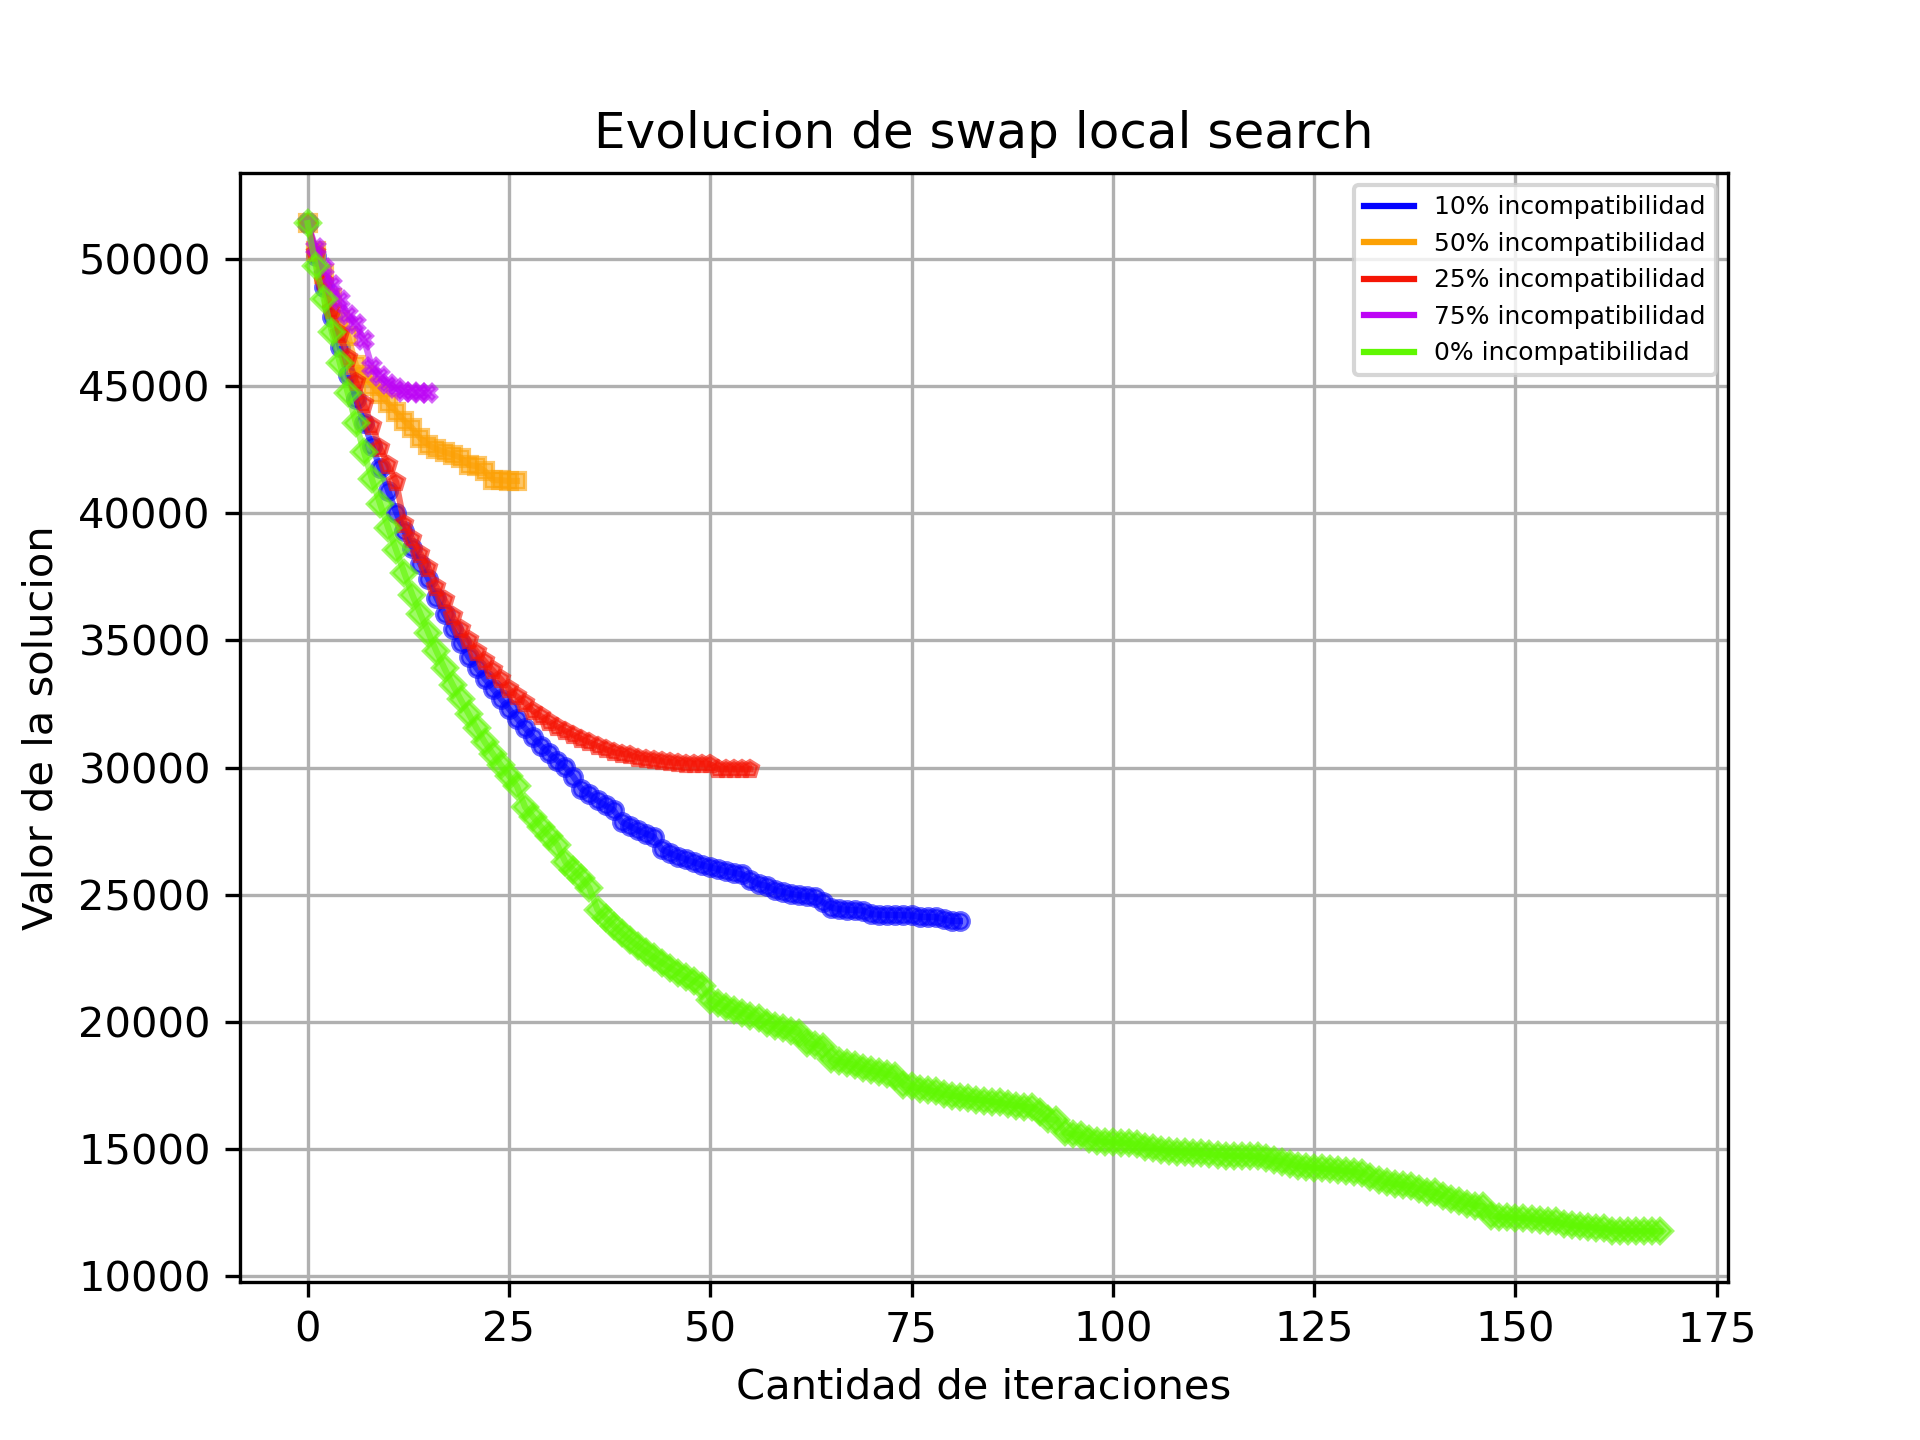 Evolucion de swap local search
10% incompatibilidad
50% incompatibilidad
25% incompatibilidad
75% incompatibilidad
0% incompatibilidad
Valor de la solucion
50000
45000
40000
35000
30000
25000
20000
15000
10000
0 25 50 75 100 125 150 175
Cantidad de iteraciones